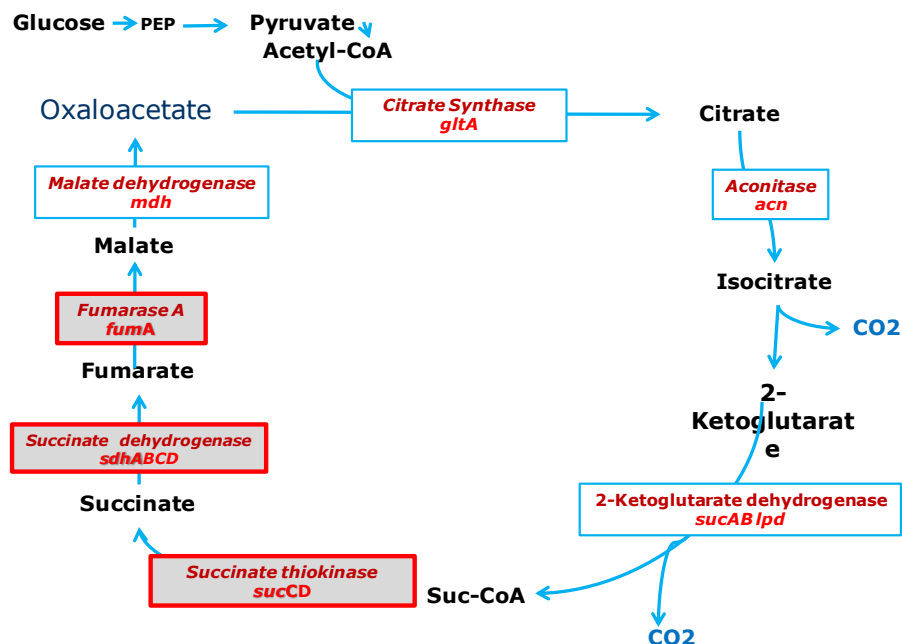 Glucose
PEP
Pyruvate
Acetyl-CoA
Oxaloacetate
Citrate Synthase
gltA
Citrate
Malate dehydrogenase
mdh
Aconitase
acn
Malate
Isocitrate
Fumarase A
fumA
CO2
Fumarate
2-
Ketoglutarat
e
Succinate dehydrogenase
sdhABCD
Succinate
2-Ketoglutarate dehydrogenase
sucAB lpd
Succinate thiokinase
sucCD
Suc-CoA
CO2